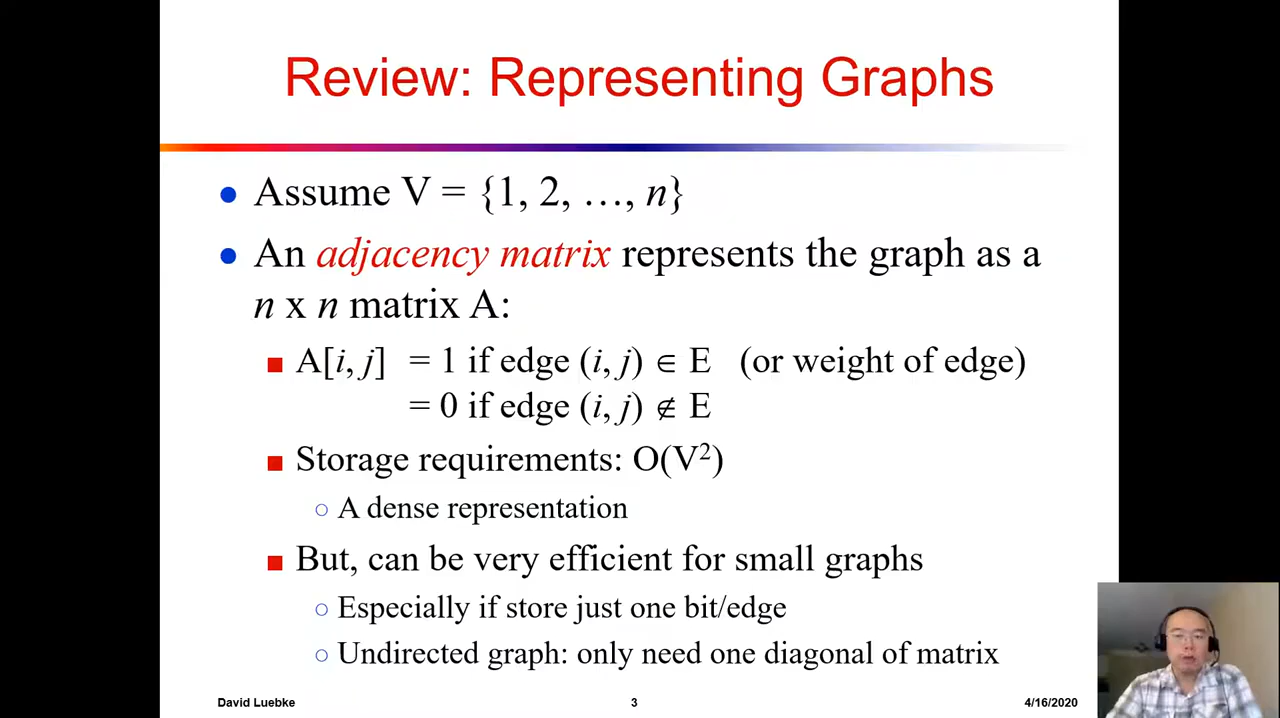 Review: Representing Graphs
● Assume V = {1, 2, …, n}
● An adjacency matrix represents the graph as a
n x n matrix A:
■ A[i, j] = 1 if edge (i, j) ∈ E (or weight of edge)
= 0 if edge (i, j) ∉ E
■ Storage requirements: O(V²)
○ A dense representation
■ But, can be very efficient for small graphs
○ Especially if store just one bit/edge
○ Undirected graph: only need one diagonal of matrix
David Luebke 3 4/16/2020